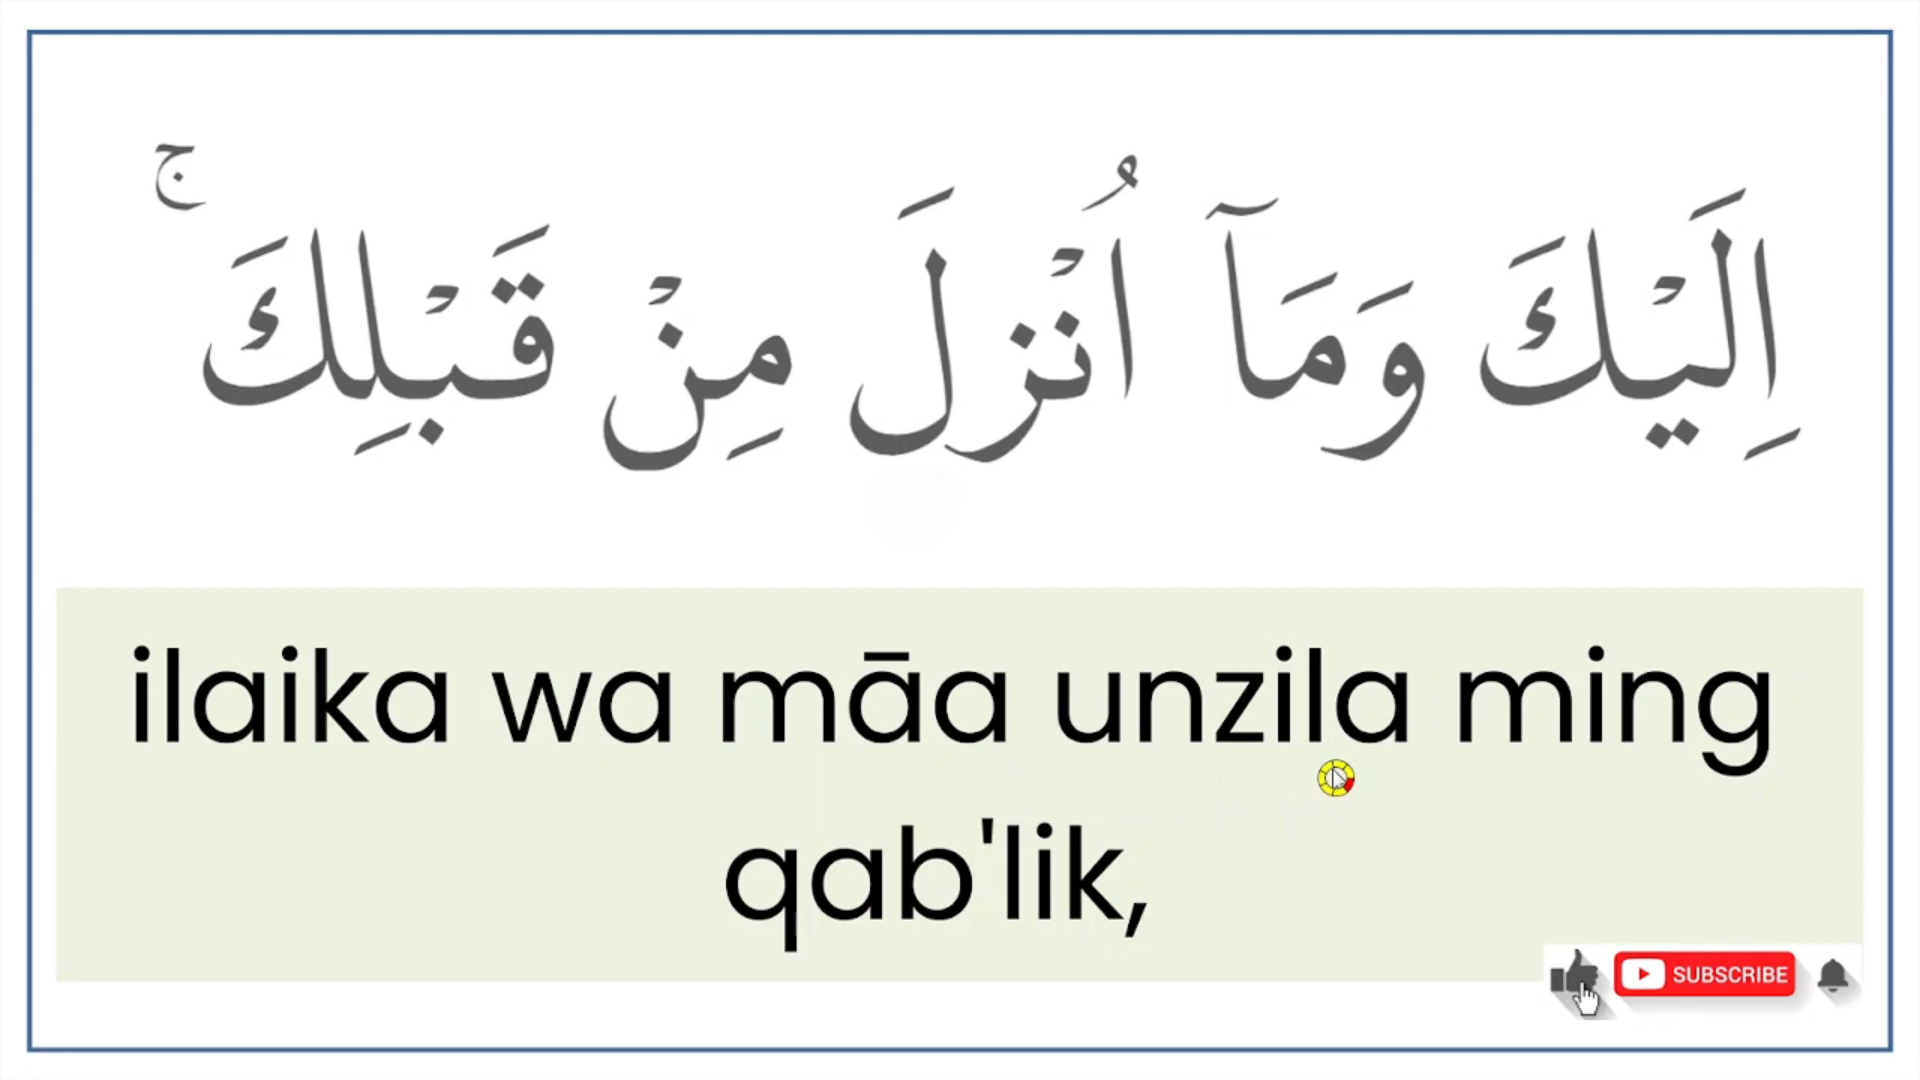 اِلَيْكَ وَمَآ اُنْزِلَ مِنْ قَبْلِكَ ۚ
ilaika wa māa unzila ming
qab'lik,
SUBSCRIBE